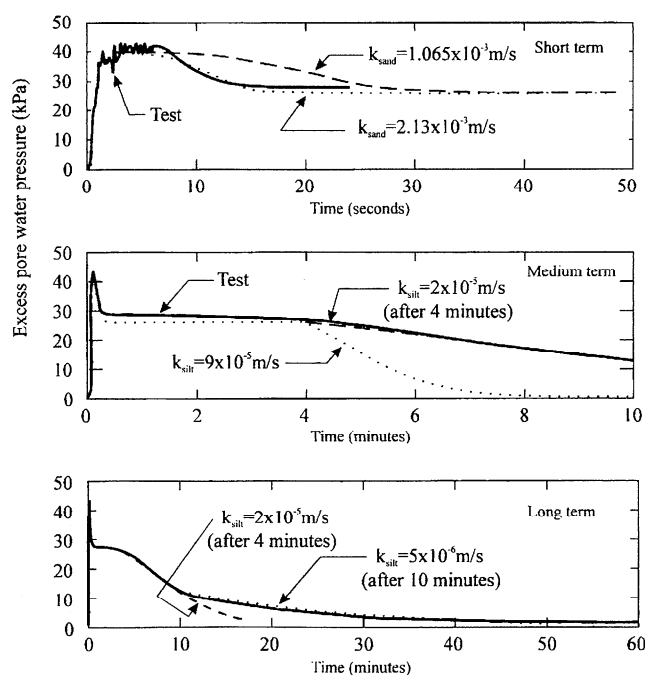 Excess pore water pressure (kPa)
50
40
30
20
10
0
k_sand=1.065x10⁻³m/s
Short term
Test
k_sand=2.13x10⁻³m/s
0
10
20
30
40
50
Time (seconds)
50
40
30
20
10
0
Test
k_silt=2x10⁻⁵m/s
(after 4 minutes)
Medium term
k_silt=9x10⁻⁵m/s
0
2
4
6
8
10
Time (minutes)
50
40
30
20
10
0
k_silt=2x10⁻⁵m/s
(after 4 minutes)
Long term
k_silt=5x10⁻⁶m/s
(after 10 minutes)
0
10
20
30
40
50
60
Time (minutes)